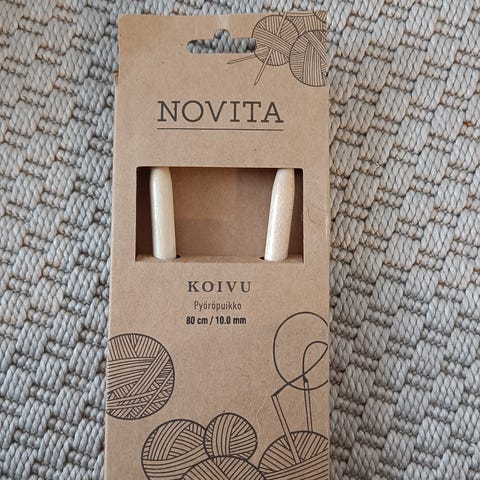 NOVITA
KOIVU
Pyöröpuikko
80 cm / 10.0 mm